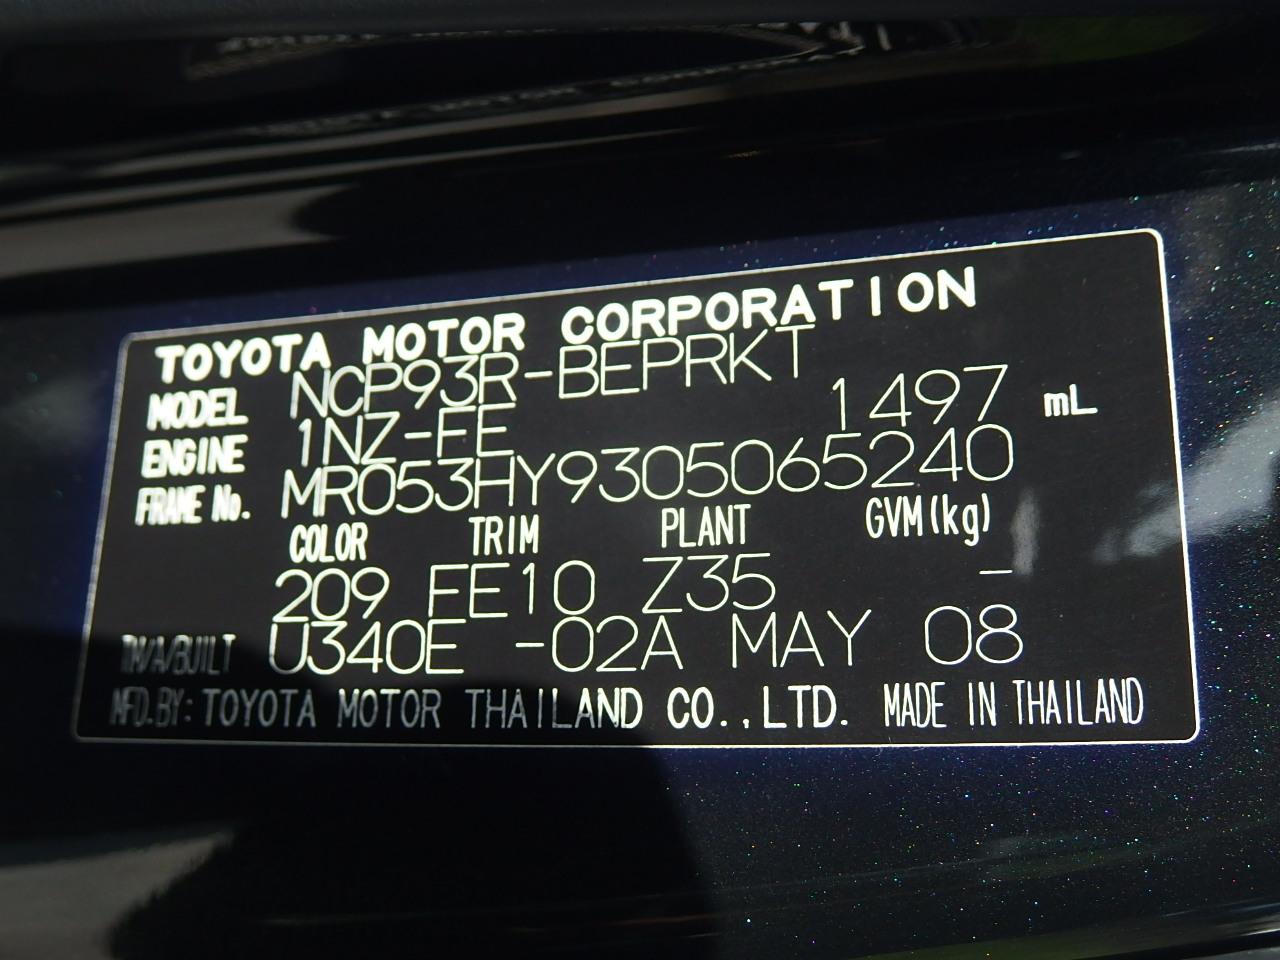 TOYOTA MOTOR CORPORATION
MODEL NCP93R-BEPRKT
ENGINE 1NZ-FE 1497 mL
FRAME No. MR053HY9305065240
COLOR TRIM PLANT GVM(kg)
209 FE10 Z35 -
TM/A/BUILT U340E -02A MAY 08
MFD.BY: TOYOTA MOTOR THAILAND CO.,LTD. MADE IN THAILAND